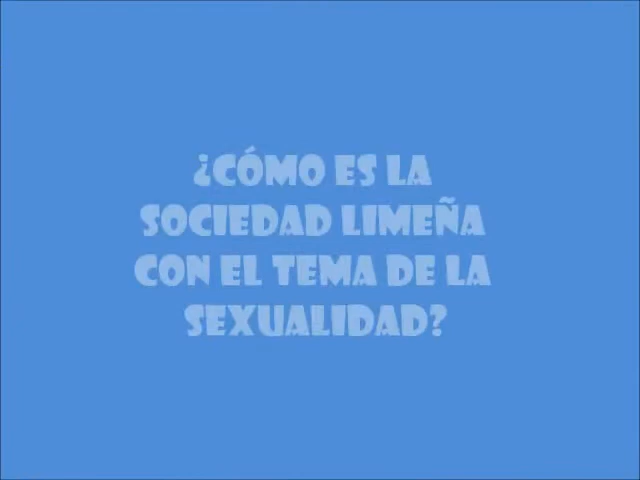 ¿CÓMO ES LA
SOCIEDAD LIMEÑA
CON EL TEMA DE LA
SEXUALIDAD?